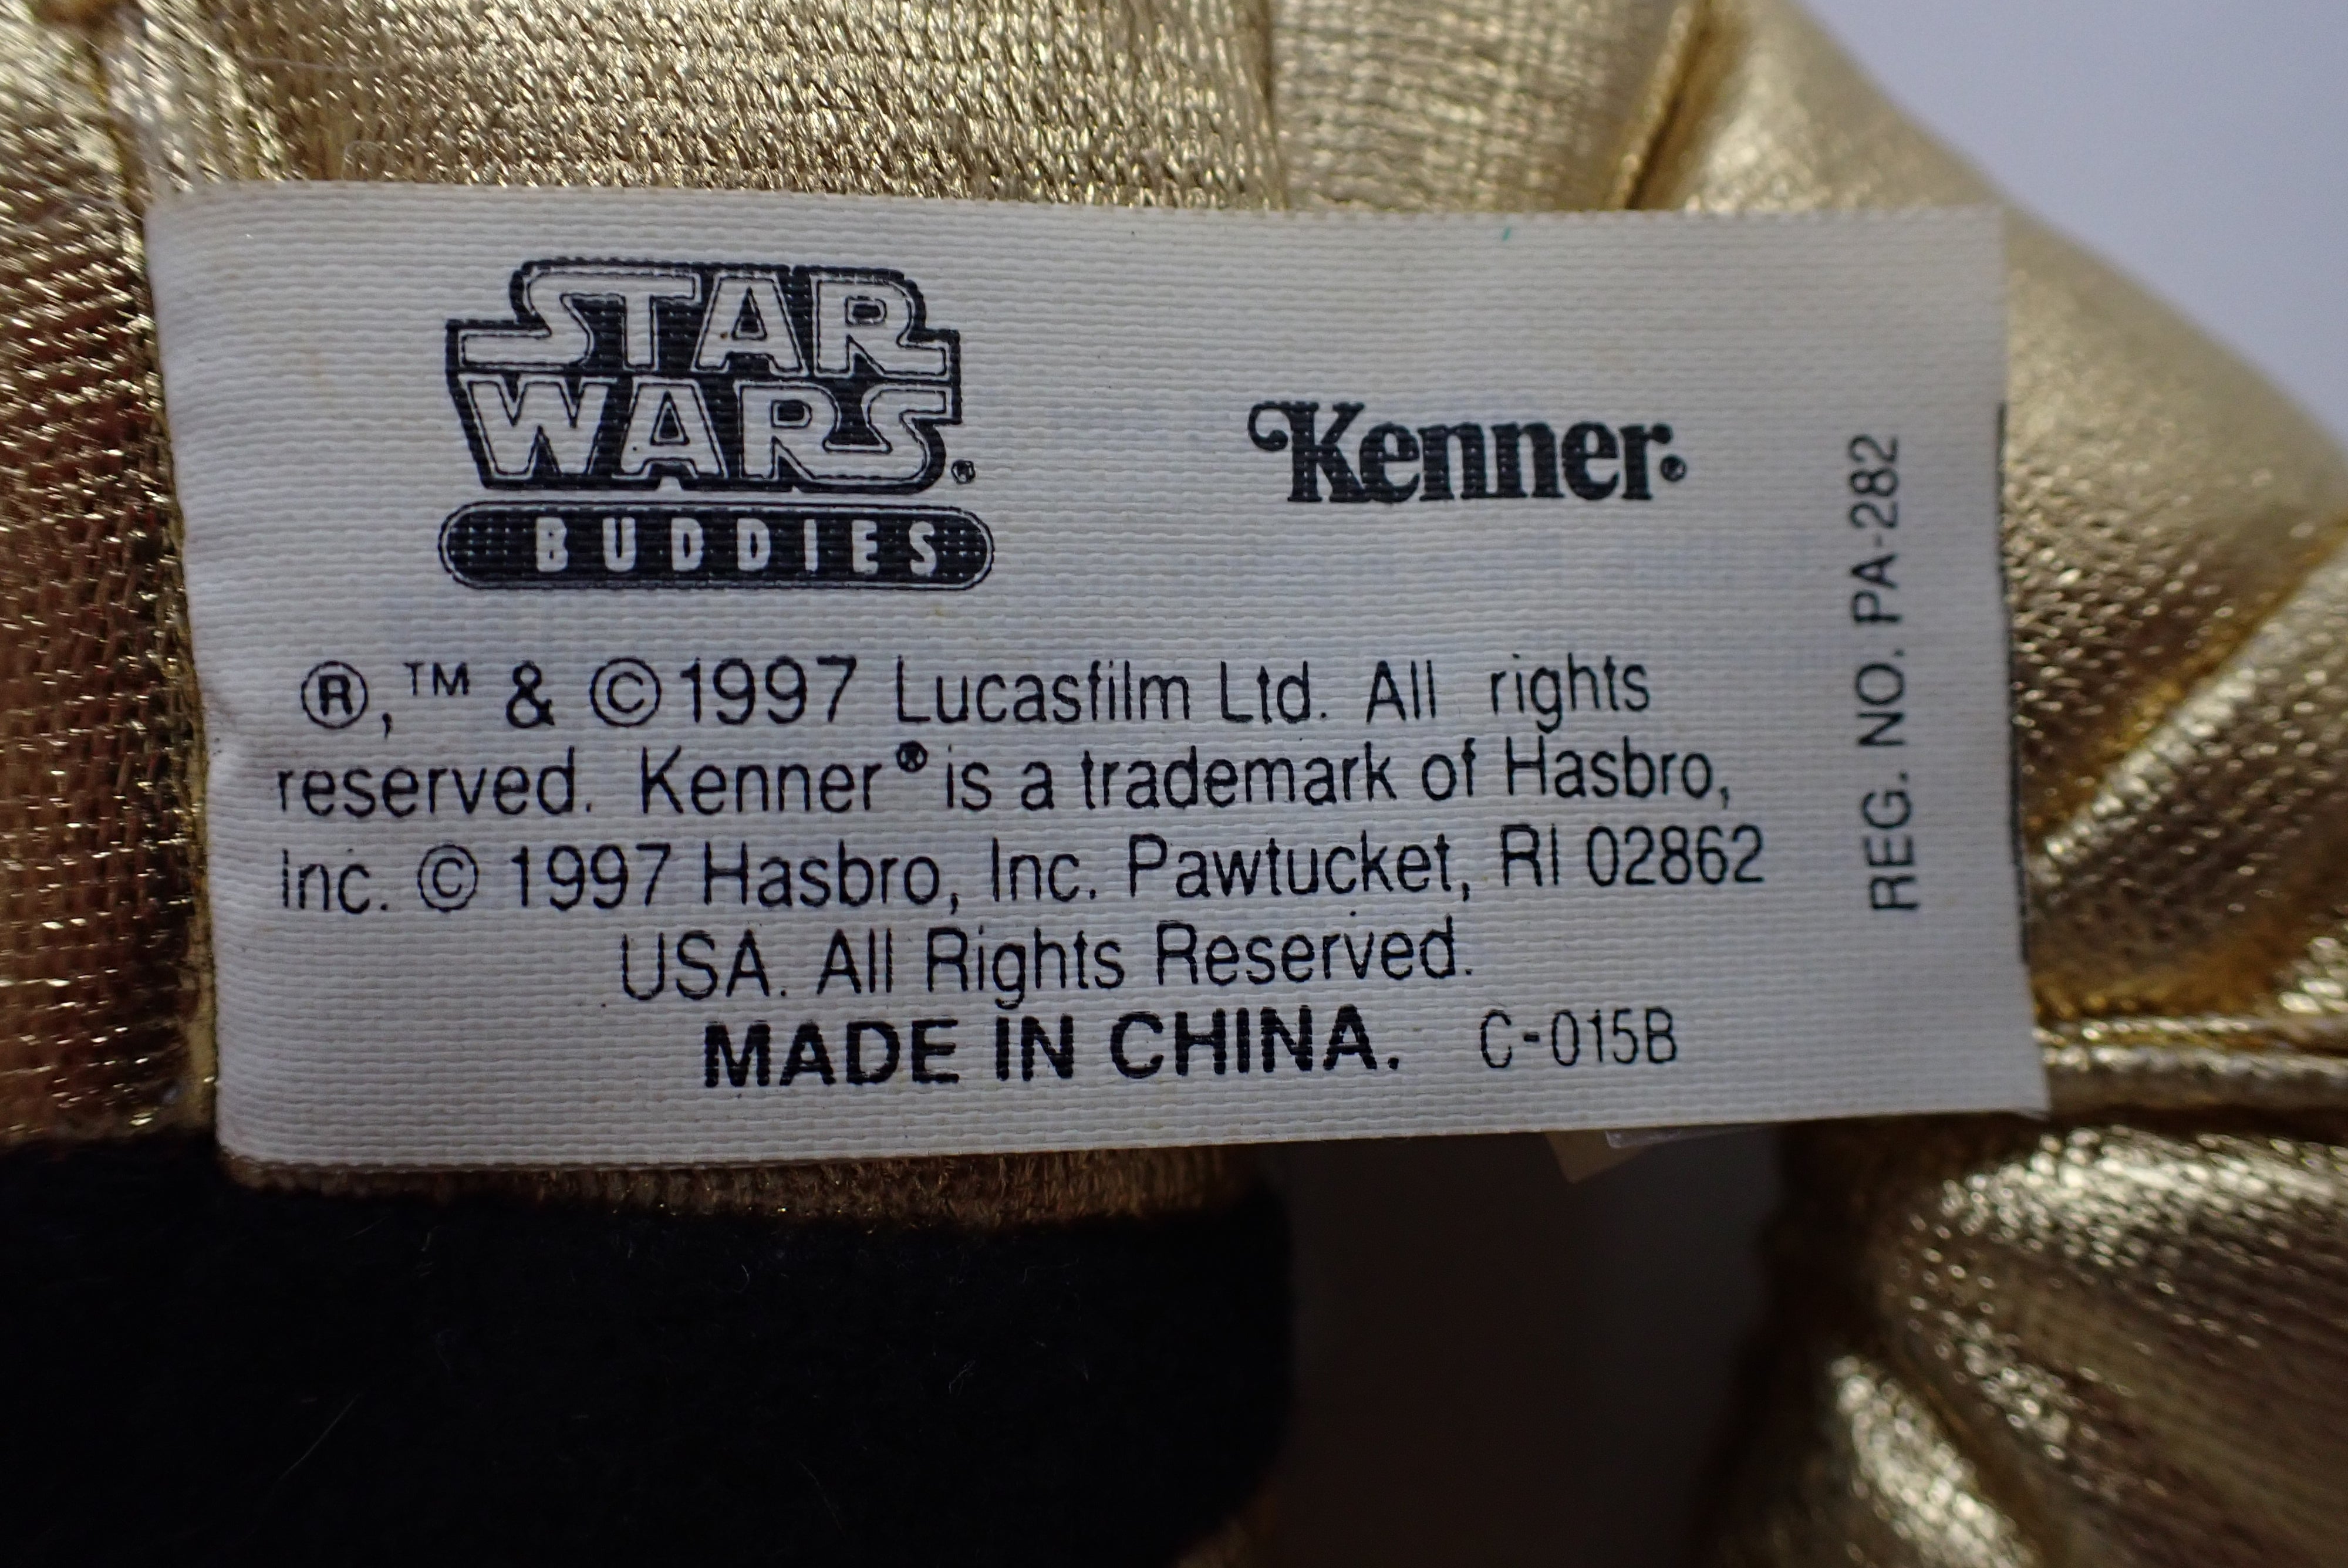 STAR
WARS®
BUDDIES
Kenner®
®,™ & ©1997 Lucasfilm Ltd. All rights
reserved. Kenner® is a trademark of Hasbro,
Inc. © 1997 Hasbro, Inc. Pawtucket, RI 02862
USA. All Rights Reserved.
MADE IN CHINA. C-015B
REG. NO. PA-282